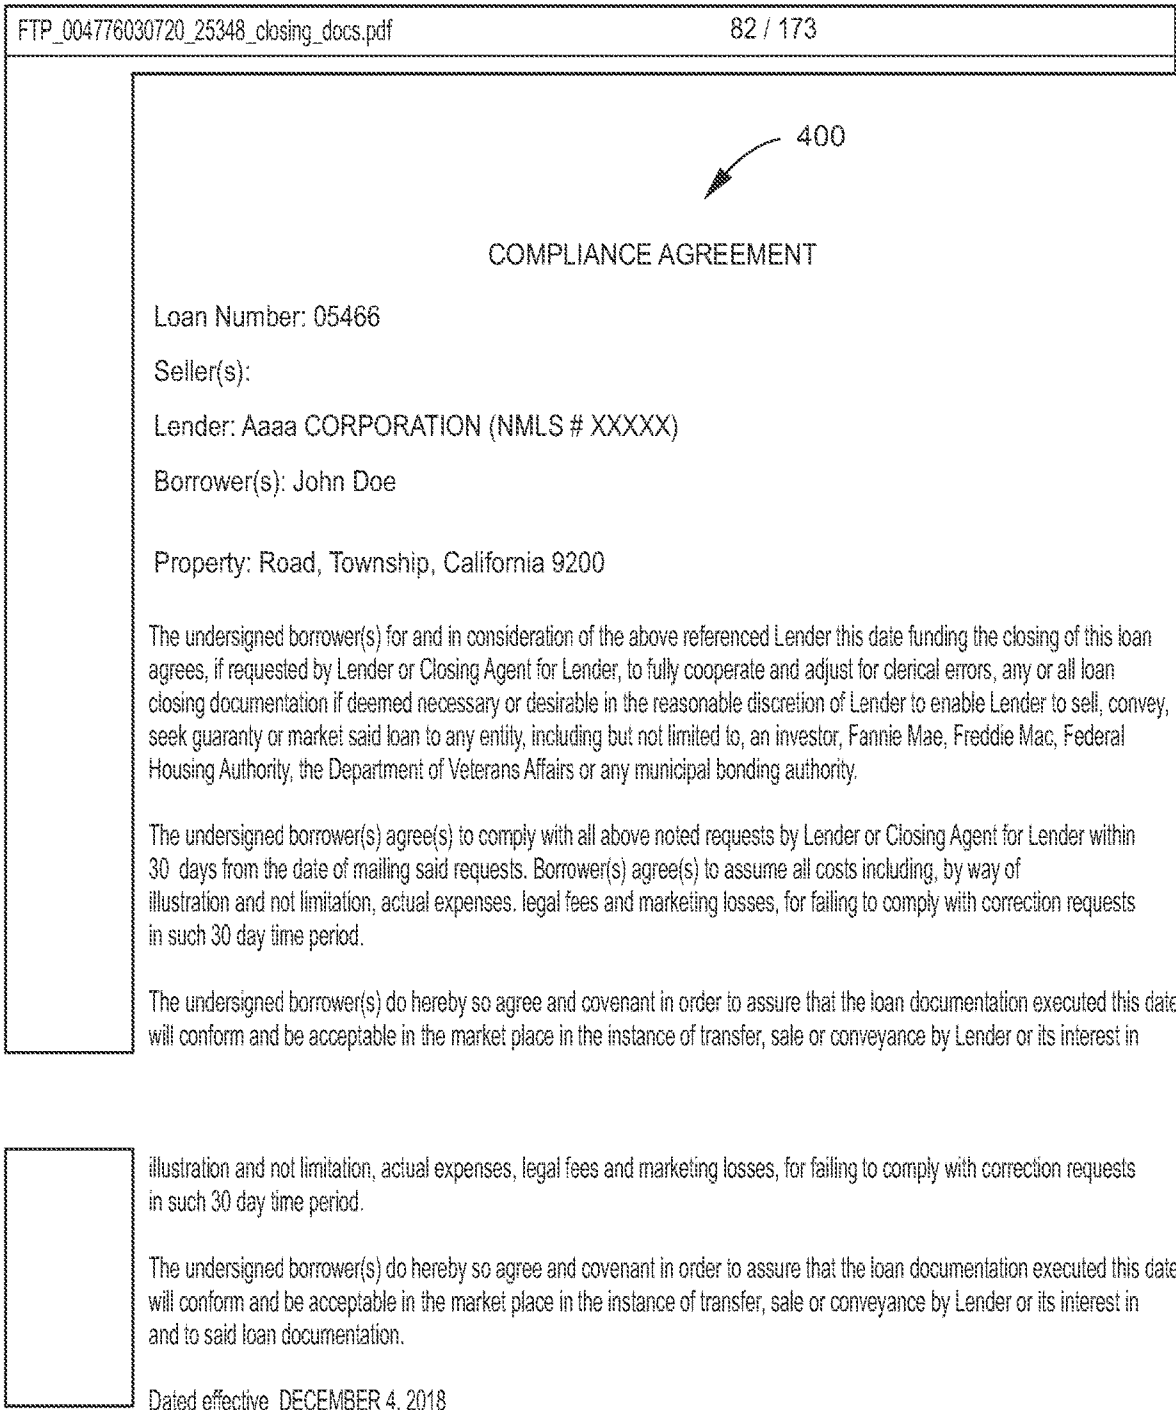 FTP_004776030720_25348_closing_docs.pdf 82 / 173
400
COMPLIANCE AGREEMENT
Loan Number: 05466
Seller(s):
Lender: Aaaa CORPORATION (NMLS # XXXXX)
Borrower(s): John Doe
Property: Road, Township, California 9200
The undersigned borrower(s) for and in consideration of the above referenced Lender this date funding the closing of this loan
agrees, if requested by Lender or Closing Agent for Lender, to fully cooperate and adjust for clerical errors, any or all loan
closing documentation if deemed necessary or desirable in the reasonable discretion of Lender to enable Lender to sell, convey,
seek guaranty or market said loan to any entity, including but not limited to, an investor, Fannie Mae, Freddie Mac, Federal
Housing Authority, the Department of Veterans Affairs or any municipal bonding authority.
The undersigned borrower(s) agree(s) to comply with all above noted requests by Lender or Closing Agent for Lender within
30 days from the date of mailing said requests. Borrower(s) agree(s) to assume all costs including, by way of
illustration and not limitation, actual expenses. legal fees and marketing losses, for failing to comply with correction requests
in such 30 day time period.
The undersigned borrower(s) do hereby so agree and covenant in order to assure that the loan documentation executed this date
will conform and be acceptable in the market place in the instance of transfer, sale or conveyance by Lender or its interest in
illustration and not limitation, actual expenses, legal fees and marketing losses, for failing to comply with correction requests
in such 30 day time period.
The undersigned borrower(s) do hereby so agree and covenant in order to assure that the loan documentation executed this date
will conform and be acceptable in the market place in the instance of transfer, sale or conveyance by Lender or its interest in
and to said loan documentation.
Dated effective DECEMBER 4, 2018